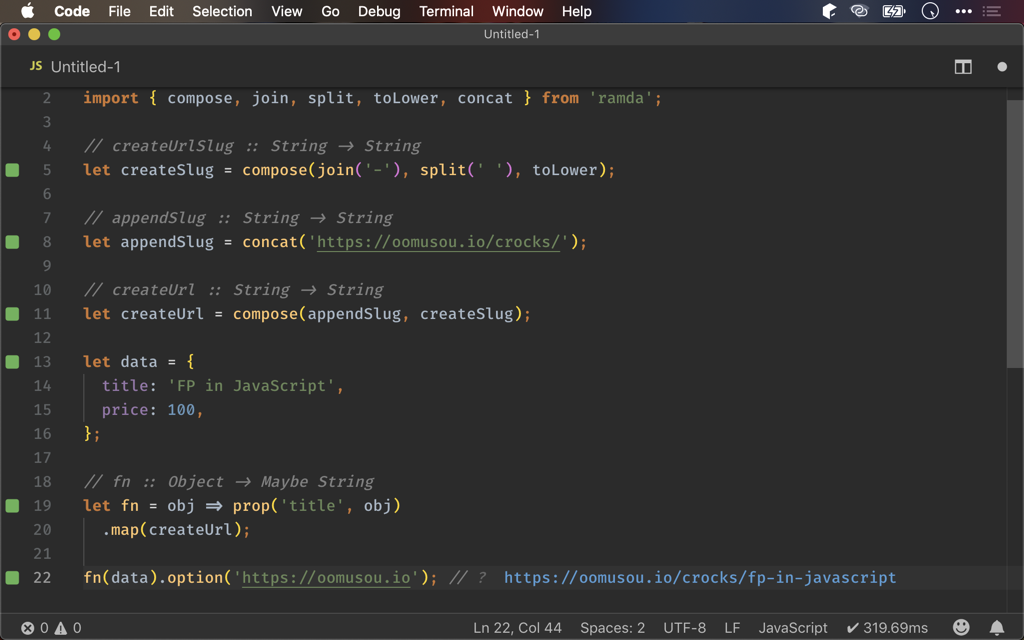 Code File Edit Selection View Go Debug Terminal Window Help
Untitled-1
JS Untitled-1
2 import { compose, join, split, toLower, concat } from 'ramda';
3
4 // createUrlSlug :: String → String
5 let createSlug = compose(join('-'), split(' '), toLower);
6
7 // appendSlug :: String → String
8 let appendSlug = concat('https://oomusou.io/crocks/');
9
10 // createUrl :: String → String
11 let createUrl = compose(appendSlug, createSlug);
12
13 let data = {
14 title: 'FP in JavaScript',
15 price: 100,
16 };
17
18 // fn :: Object → Maybe String
19 let fn = obj ⇒ prop('title', obj)
20 .map(createUrl);
21
22 fn(data).option('https://oomusou.io'); // ? https://oomusou.io/crocks/fp-in-javascript
0 0 Ln 22, Col 44 Spaces: 2 UTF-8 LF JavaScript ✔ 319.69ms